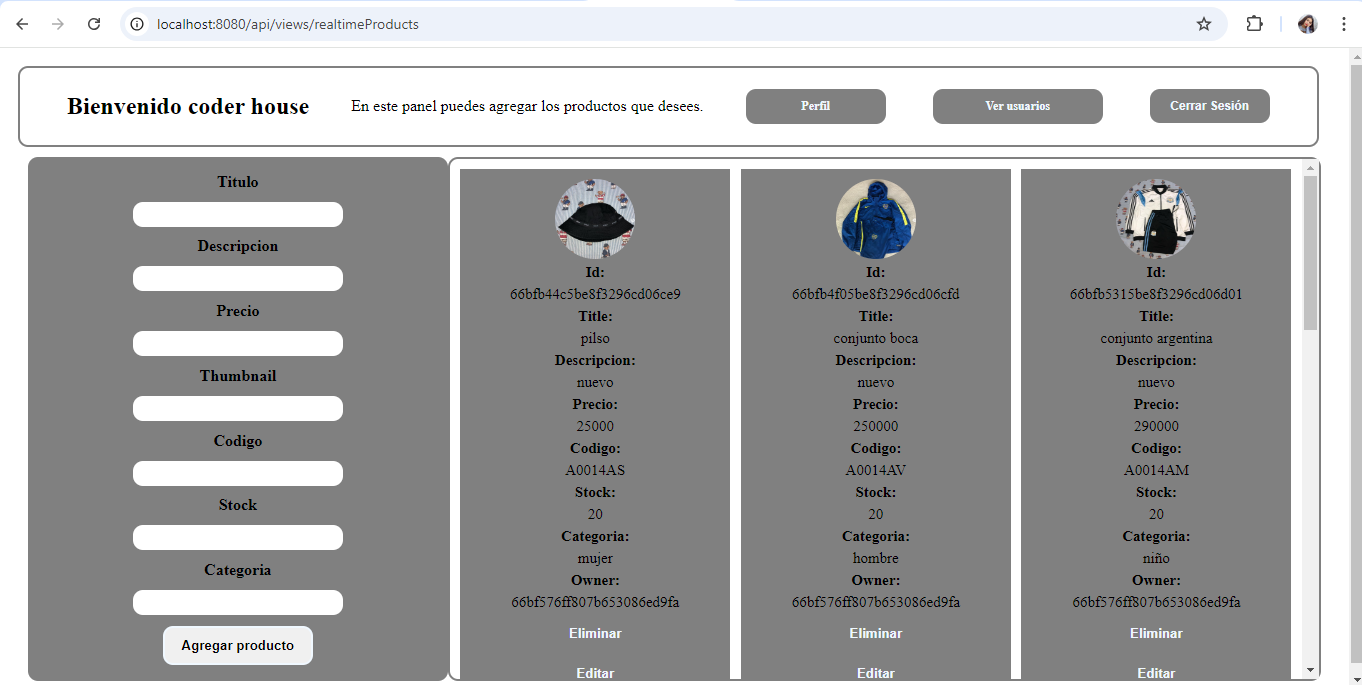 localhost:8080/api/views/realtimeProducts
Bienvenido coder house
En este panel puedes agregar los productos que desees.
Perfil
Ver usuarios
Cerrar Sesión
Titulo
Descripcion
Precio
Thumbnail
Codigo
Stock
Categoria
Agregar producto
Id:
66bfb44c5be8f3296cd06ce9
Title:
pilso
Descripcion:
nuevo
Precio:
25000
Codigo:
A0014AS
Stock:
20
Categoria:
mujer
Owner:
66bf576ff807b653086ed9fa
Eliminar
Editar
Id:
66bfb4f05be8f3296cd06cfd
Title:
conjunto boca
Descripcion:
nuevo
Precio:
250000
Codigo:
A0014AV
Stock:
20
Categoria:
hombre
Owner:
66bf576ff807b653086ed9fa
Eliminar
Editar
Id:
66bfb5315be8f3296cd06d01
Title:
conjunto argentina
Descripcion:
nuevo
Precio:
290000
Codigo:
A0014AM
Stock:
20
Categoria:
niño
Owner:
66bf576ff807b653086ed9fa
Eliminar
Editar